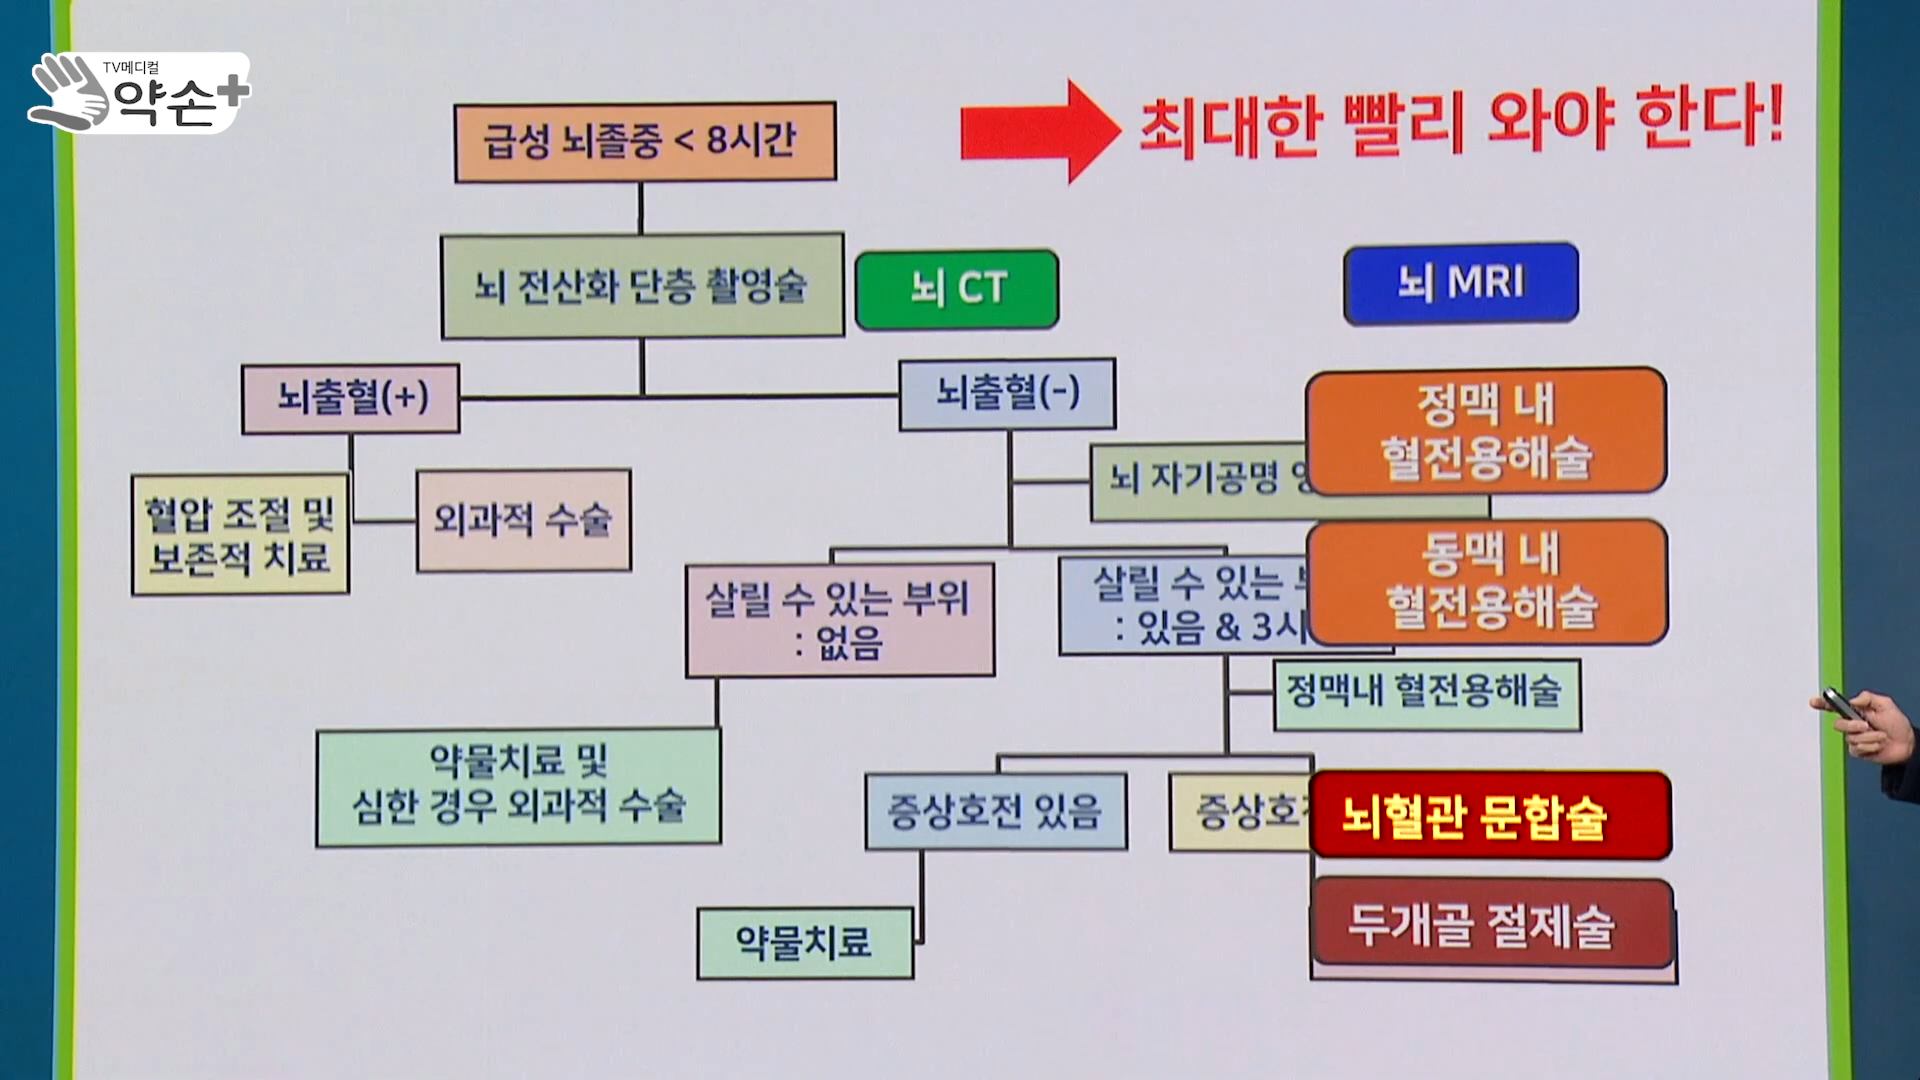 TV메디컬
약손+
급성 뇌졸중 < 8시간
최대한 빨리 와야 한다!
뇌 전산화 단층 촬영술
뇌 CT
뇌 MRI
뇌출혈(+)
뇌출혈(-)
정맥 내
혈전용해술
뇌 자기공명
혈압 조절 및
보존적 치료
외과적 수술
동맥 내
혈전용해술
살릴 수 있는 부위
: 없음
살릴 수 있는
: 있음 & 3시
정맥내 혈전용해술
약물치료 및
심한 경우 외과적 수술
증상호전 있음
증상호
뇌혈관 문합술
약물치료
두개골 절제술